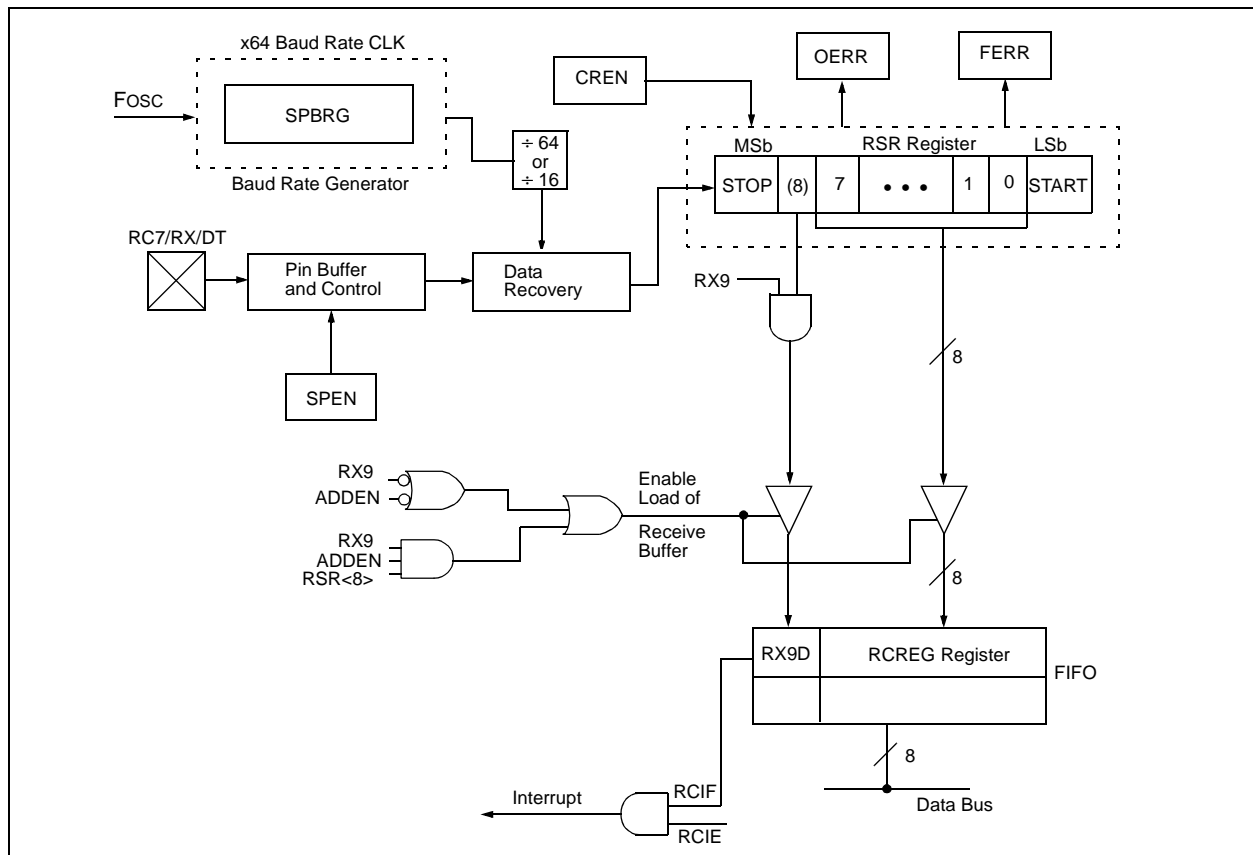 x64 Baud Rate CLK
FOSC
SPBRG
Baud Rate Generator
÷ 64
or
÷ 16
CREN
OERR
FERR
MSb
RSR Register
LSb
STOP
(8)
7
• • •
1
0
START
RC7/RX/DT
Pin Buffer
and Control
Data
Recovery
SPEN
RX9
8
RX9
ADDEN
RX9
ADDEN
RSR<8>
Enable
Load of
Receive
Buffer
8
RX9D
RCREG Register
FIFO
8
Data Bus
Interrupt
RCIF
RCIE